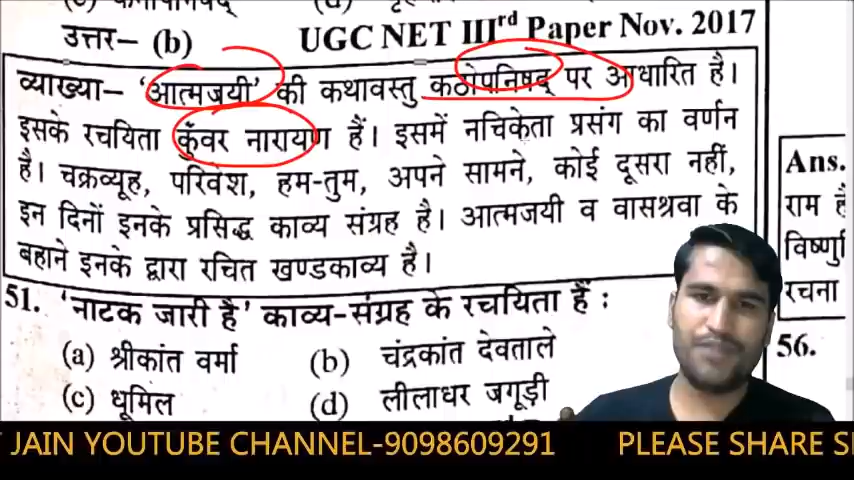 उत्तर– (b) UGC NET IIIrd Paper Nov. 2017
व्याख्या– ‘आत्मजयी’ की कथावस्तु कठोपनिषद् पर आधारित है।
इसके रचयिता कुँवर नारायण हैं। इसमें नचिकेता प्रसंग का वर्णन
है। चक्रव्यूह, परिवेश, हम-तुम, अपने सामने, कोई दूसरा नहीं,
इन दिनों इनके प्रसिद्ध काव्य संग्रह है। आत्मजयी व वासश्रवा के
बहाने इनके द्वारा रचित खण्डकाव्य है।
51. ‘नाटक जारी है’ काव्य-संग्रह के रचयिता हैं :
(a) श्रीकांत वर्मा (b) चंद्रकांत देवताले
(c) धूमिल (d) लीलाधर जगूड़ी
Ans.
राम
रचना
56.
JAIN YOUTUBE CHANNEL-9098609291 PLEASE SHARE